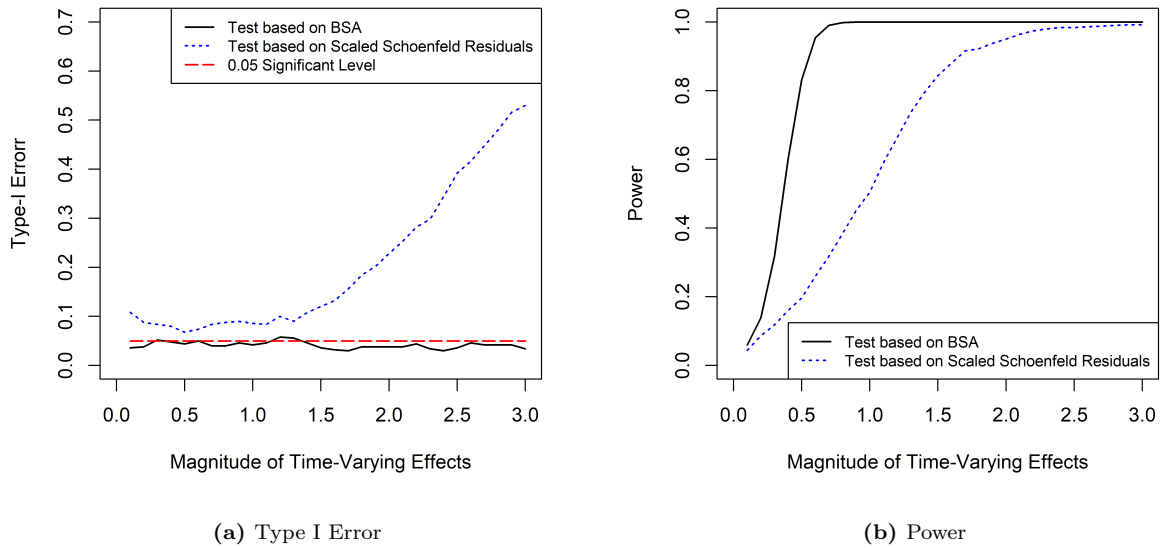 Test based on BSA
Test based on Scaled Schoenfeld Residuals
0.05 Significant Level
0.7
0.6
0.5
0.4
0.3
0.2
0.1
0.0
Type-I Errorr
0.0 0.5 1.0 1.5 2.0 2.5 3.0
Magnitude of Time-Varying Effects
(a) Type I Error
1.0
0.8
0.6
0.4
0.2
0.0
Power
Test based on BSA
Test based on Scaled Schoenfeld Residuals
0.0 0.5 1.0 1.5 2.0 2.5 3.0
Magnitude of Time-Varying Effects
(b) Power